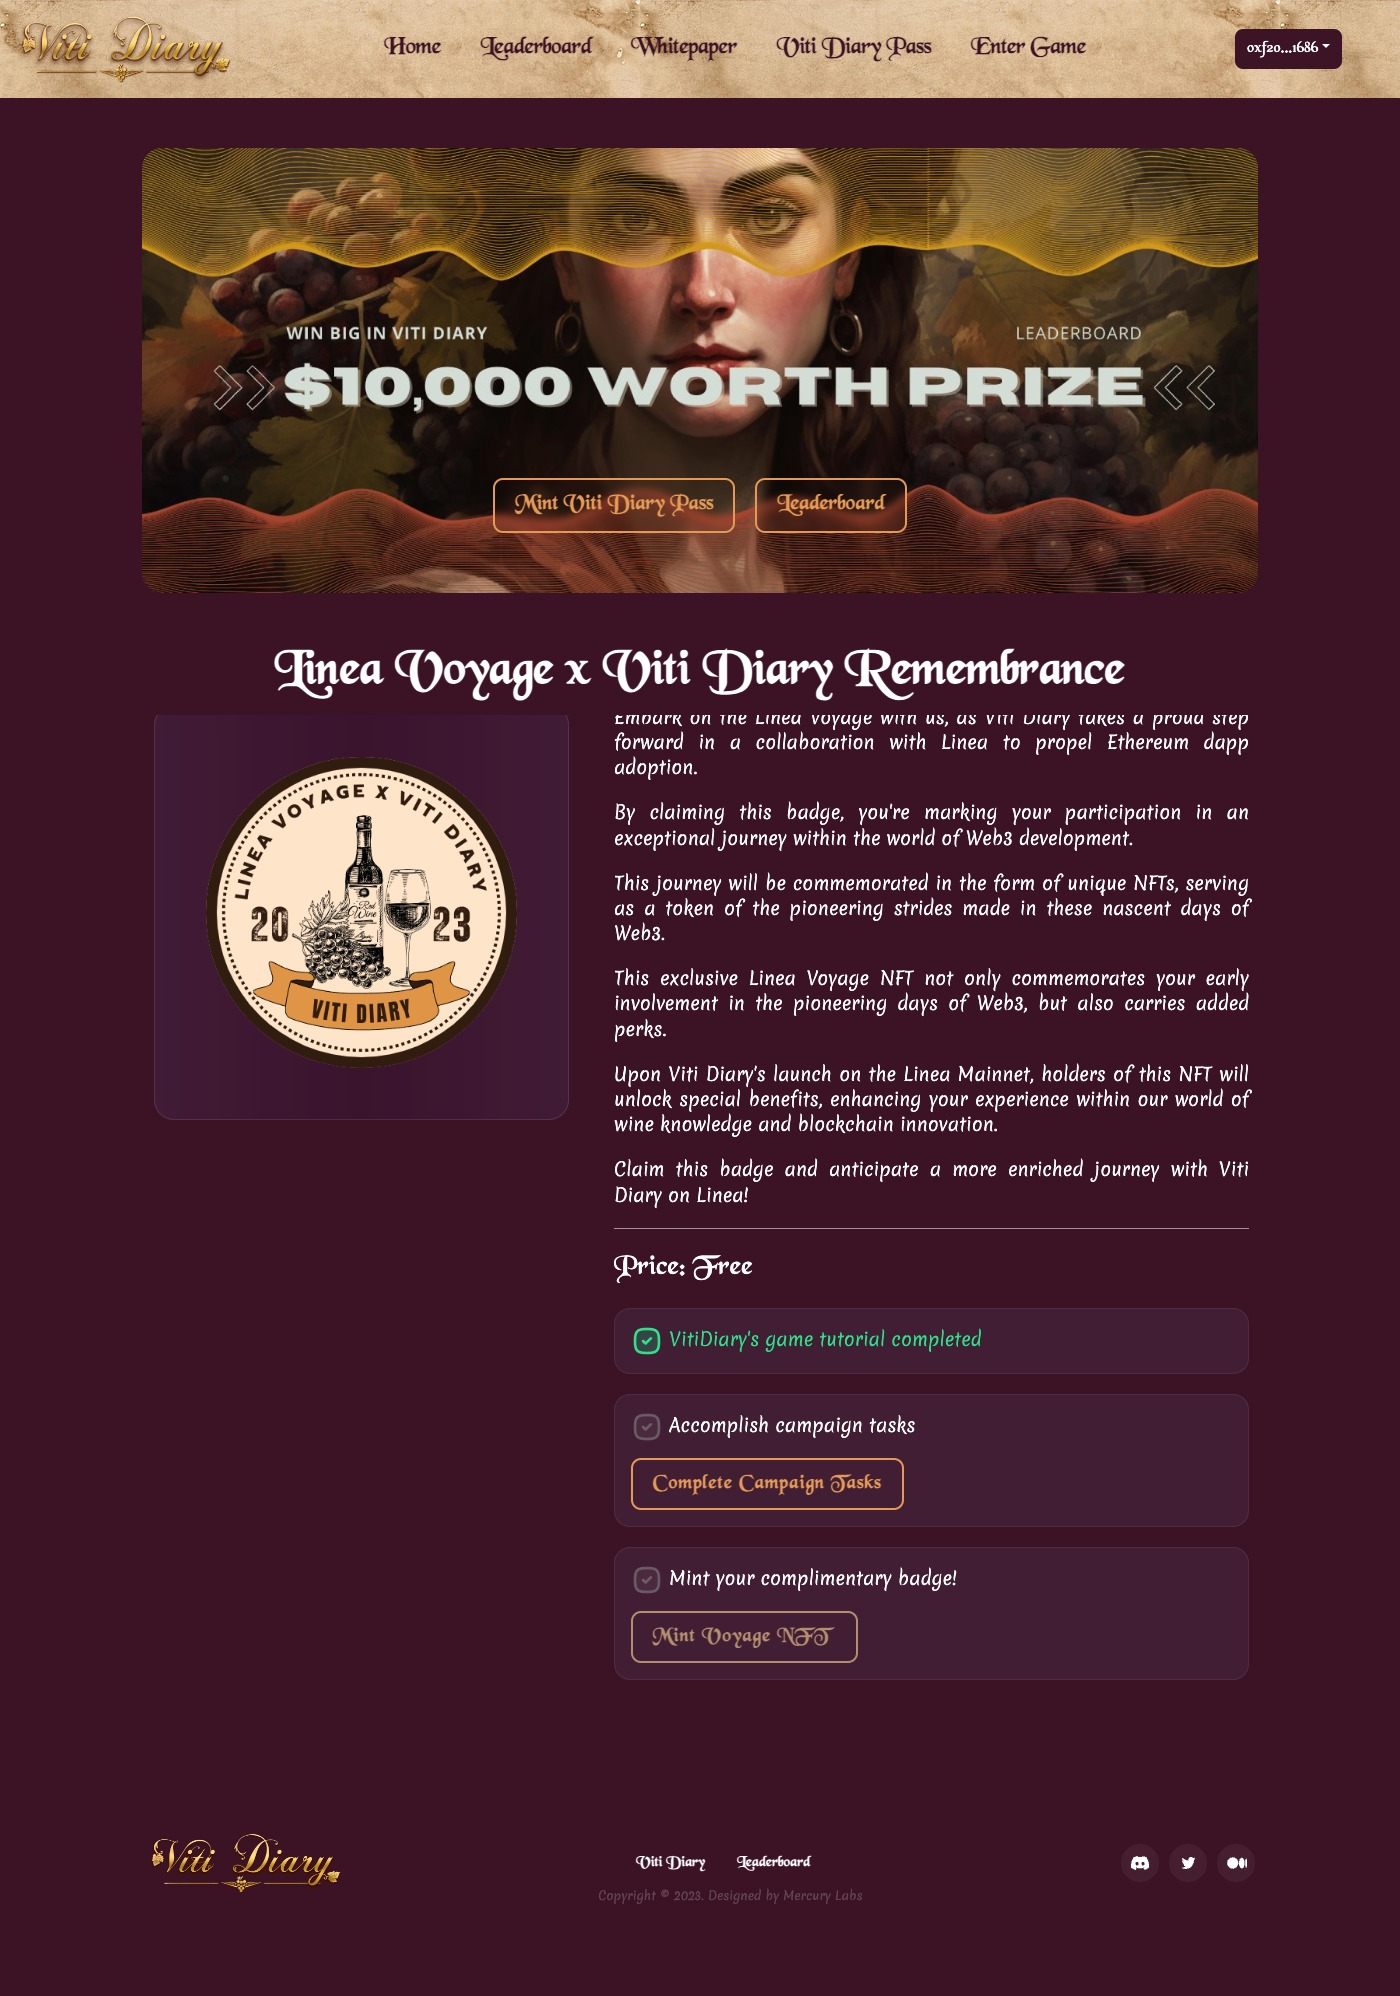 Viti Diary
Home Leaderboard Whitepaper Viti Diary Pass Enter Game
0xf20...1686
WIN BIG IN VITI DIARY
LEADERBOARD
$10,000 WORTH PRIZE
Mint Viti Diary Pass Leaderboard
Linea Voyage x Viti Diary Remembrance
LINEA VOYAGE X VITI DIARY
20 23
Red
Wine
VITI DIARY
Embark on the Linea Voyage with us, as Viti Diary takes a proud step
forward in a collaboration with Linea to propel Ethereum dapp
adoption.
By claiming this badge, you're marking your participation in an
exceptional journey within the world of Web3 development.
This journey will be commemorated in the form of unique NFTs, serving
as a token of the pioneering strides made in these nascent days of
Web3.
This exclusive Linea Voyage NFT not only commemorates your early
involvement in the pioneering days of Web3, but also carries added
perks.
Upon Viti Diary's launch on the Linea Mainnet, holders of this NFT will
unlock special benefits, enhancing your experience within our world of
wine knowledge and blockchain innovation.
Claim this badge and anticipate a more enriched journey with Viti
Diary on Linea!
Price: Free
VitiDiary's game tutorial completed
Accomplish campaign tasks
Complete Campaign Tasks
Mint your complimentary badge!
Mint Voyage NFT
Viti Diary
Viti Diary Leaderboard
Copyright © 2023. Designed by Mercury Labs